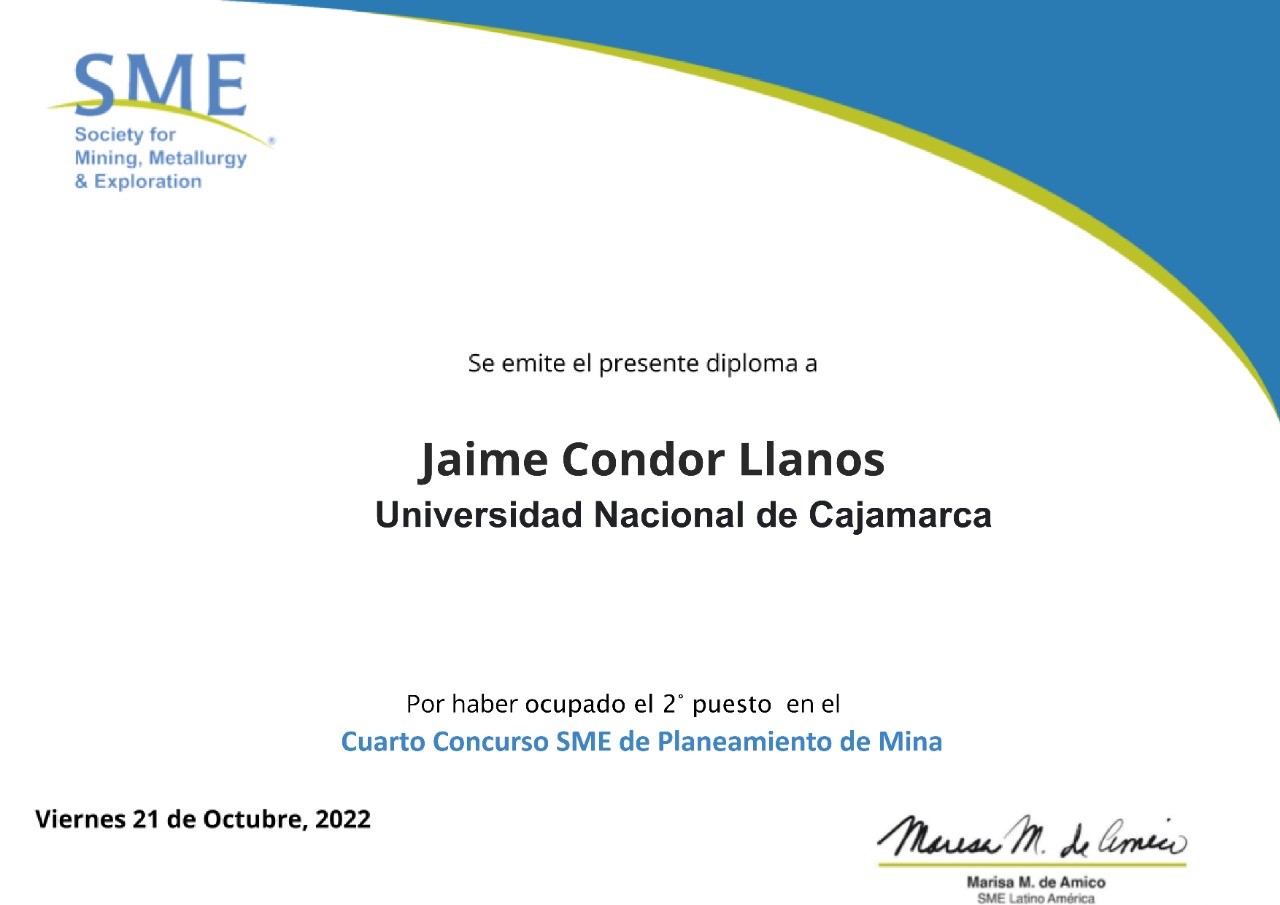 SME
Society for
Mining, Metallurgy
& Exploration
®
Se emite el presente diploma a
Jaime Condor Llanos
Universidad Nacional de Cajamarca
Por haber ocupado el 2° puesto en el
Cuarto Concurso SME de Planeamiento de Mina
Viernes 21 de Octubre, 2022
Marisa M. de Amico
Marisa M. de Amico
SME Latino América